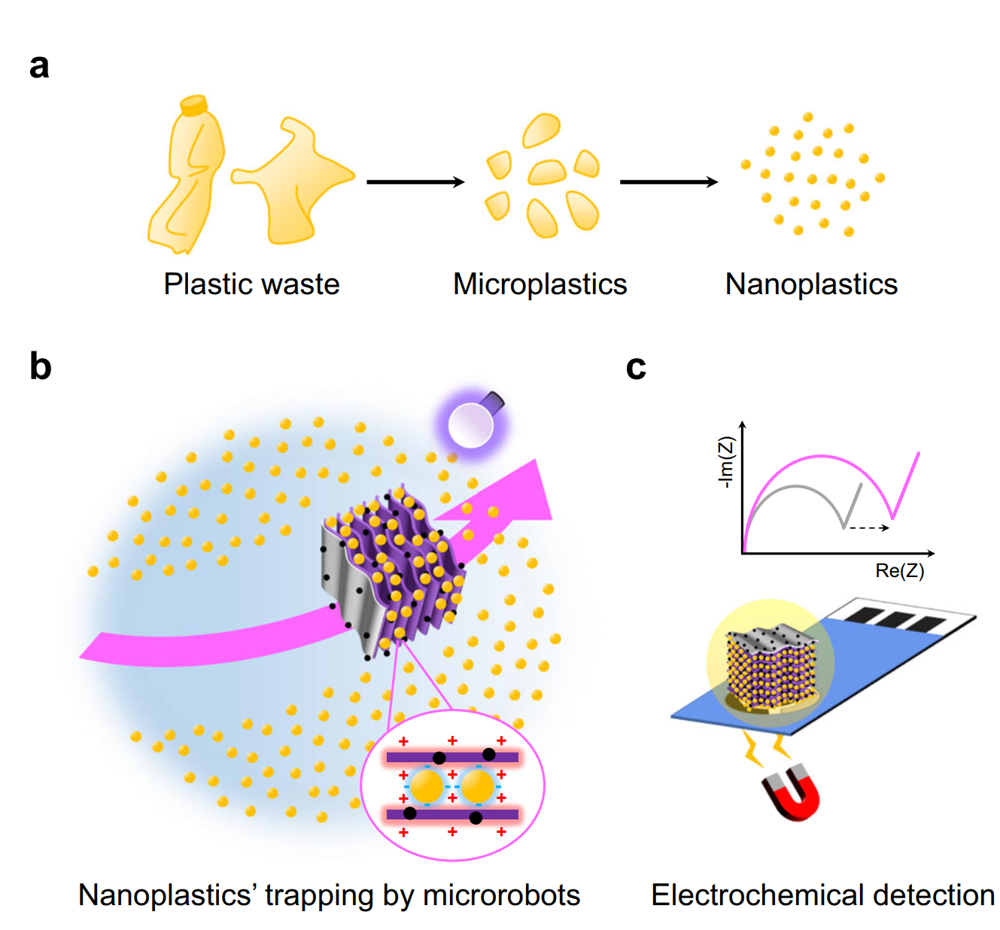 a
Plastic waste
Microplastics
Nanoplastics
b
c
-Im(Z)
Re(Z)
+ + +
+ + +
+ + +
+ + +
Nanoplastics’ trapping by microrobots
Electrochemical detection